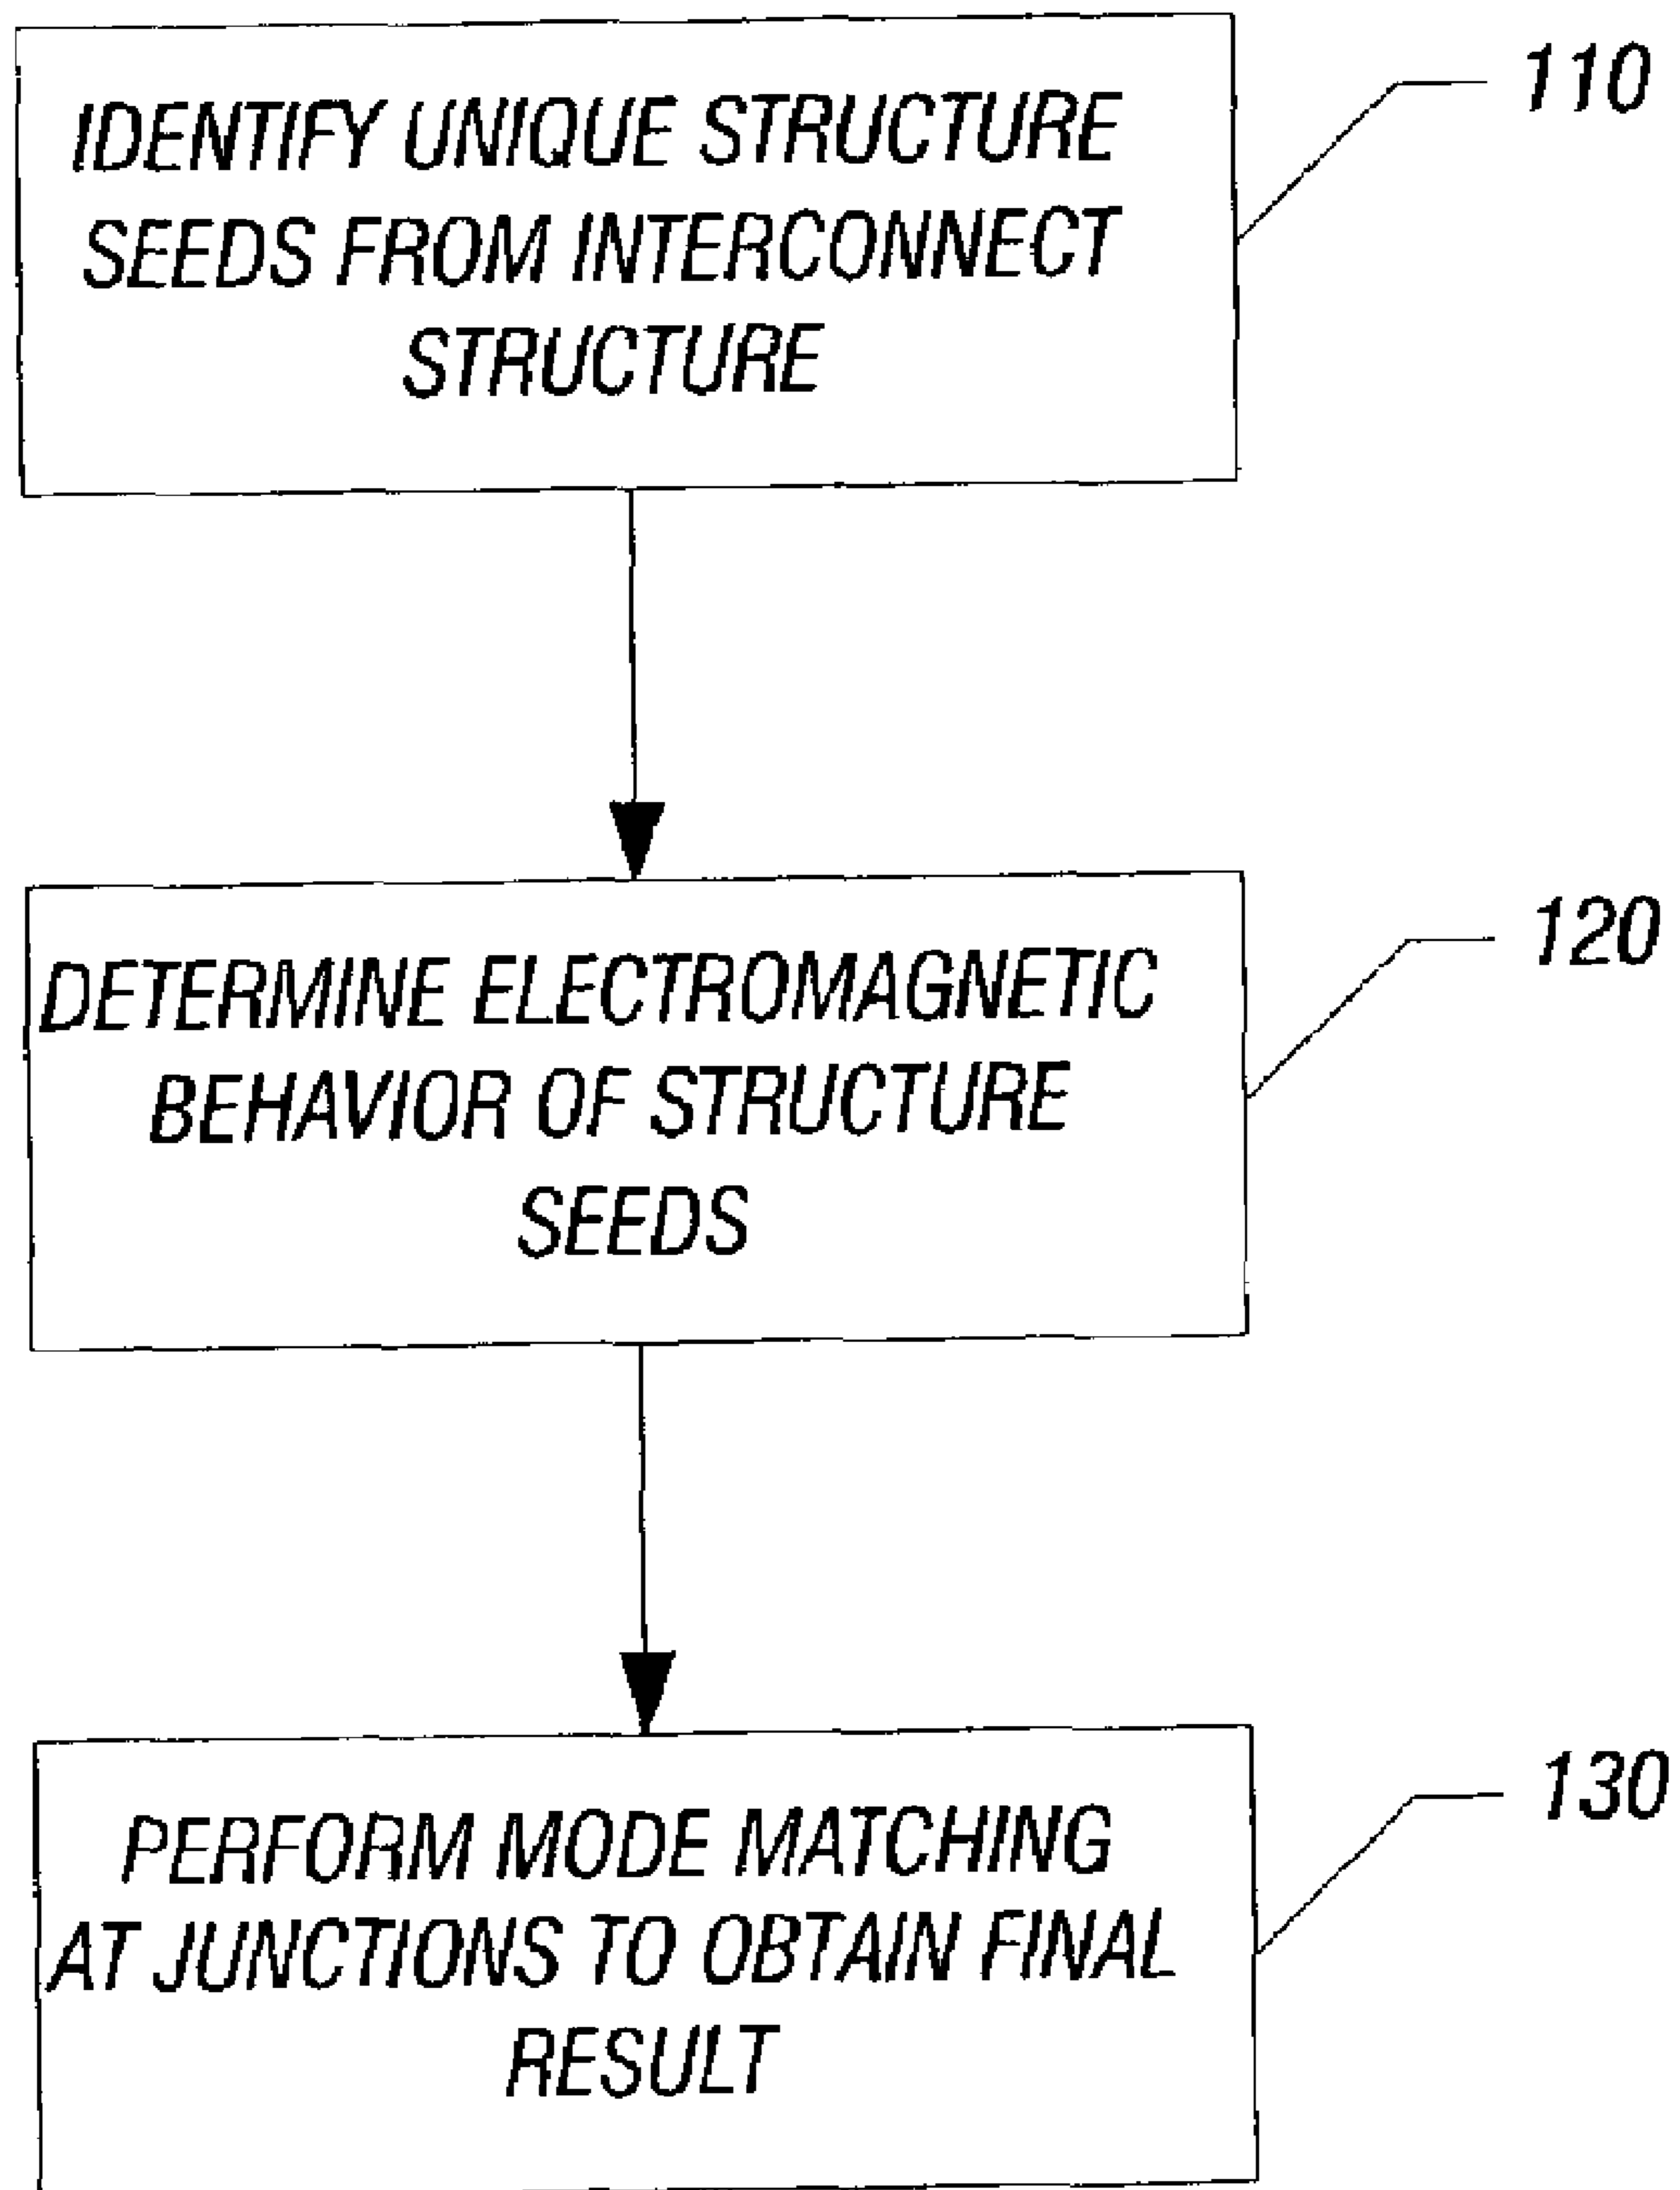 IDENTIFY UNIQUE STRUCTURE
SEEDS FROM INTERCONNECT
STRUCTURE
110
DETERMINE ELECTROMAGNETIC
BEHAVIOR OF STRUCTURE
SEEDS
120
PERFORM MODE MATCHING
AT JUNCTIONS TO OBTAIN FINAL
RESULT
130